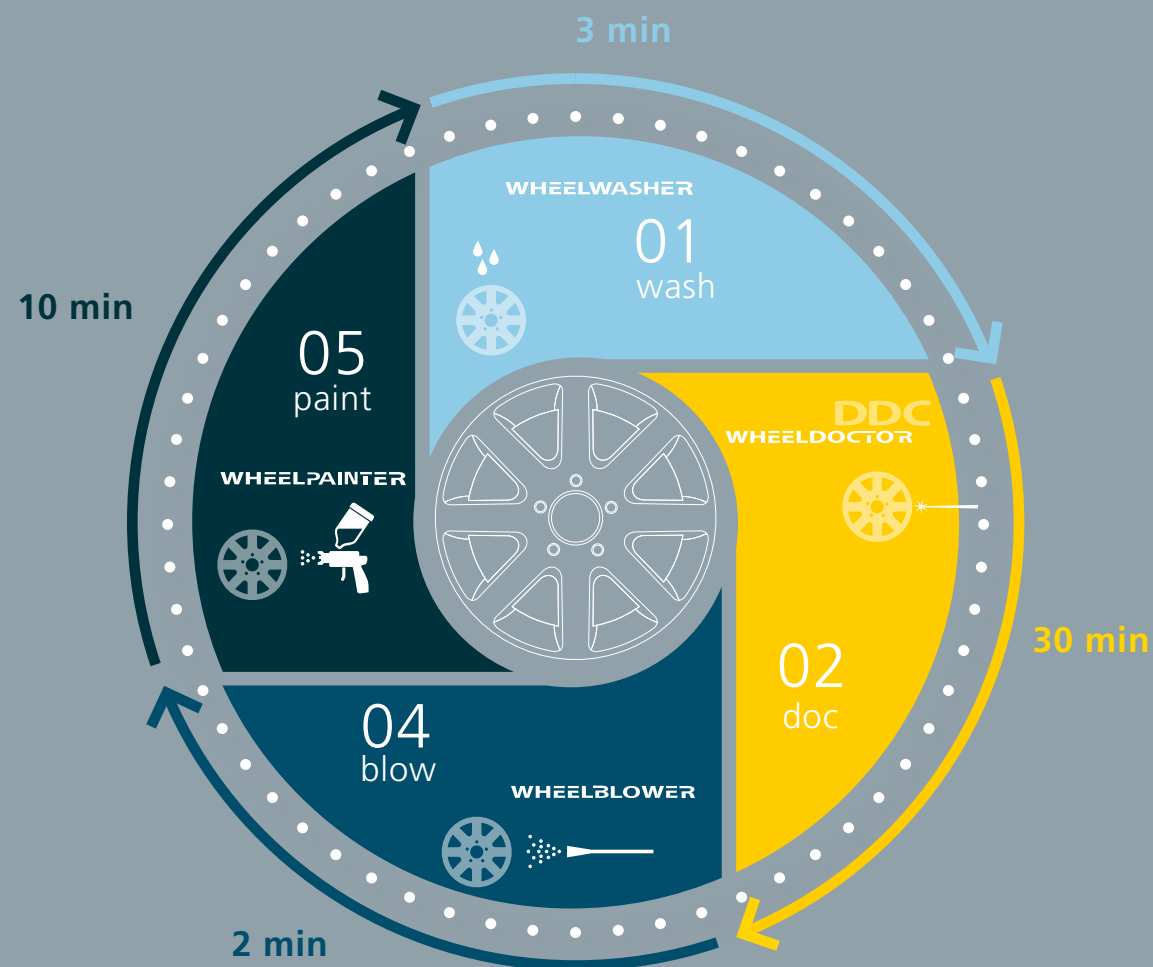 3 min
WHEELWASHER
01
wash
DDC
WHEELDOCTOR
02
doc
30 min
04
blow
WHEELBLOWER
2 min
05
paint
WHEELPAINTER
10 min